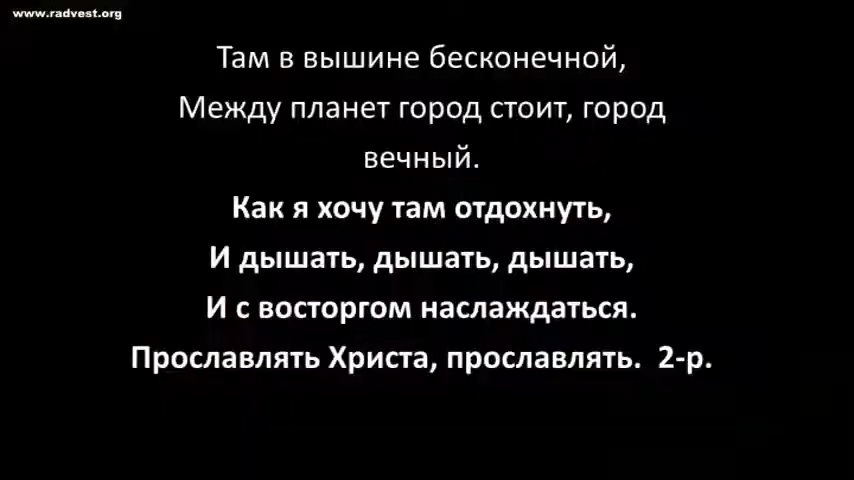 www.radvest.org
Там в вышине бесконечной,
Между планет город стоит, город
вечный.
Как я хочу там отдохнуть,
И дышать, дышать, дышать,
И с восторгом наслаждаться.
Прославлять Христа, прославлять.  2-р.